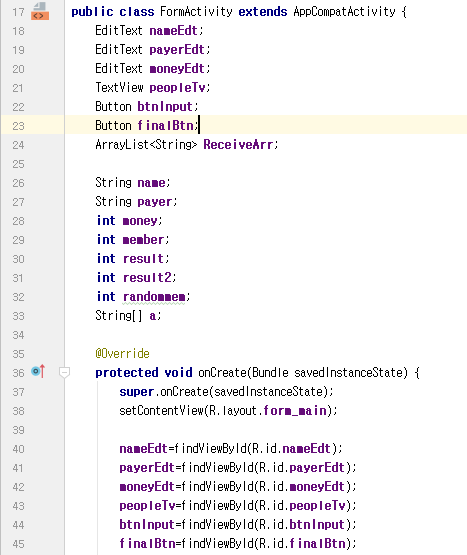 17 public class FormActivity extends AppCompatActivity {
18 EditText nameEdt;
19 EditText payerEdt;
20 EditText moneyEdt;
21 TextView peopleTv;
22 Button btnInput;
23 Button finalBtn;
24 ArrayList<String> ReceiveArr;
25
26 String name;
27 String payer;
28 int money;
29 int member;
30 int result;
31 int result2;
32 int randommem;
33 String[] a;
34
35 @Override
36 protected void onCreate(Bundle savedInstanceState) {
37 super.onCreate(savedInstanceState);
38 setContentView(R.layout.form_main);
39
40 nameEdt=findViewById(R.id.nameEdt);
41 payerEdt=findViewById(R.id.payerEdt);
42 moneyEdt=findViewById(R.id.moneyEdt);
43 peopleTv=findViewById(R.id.peopleTv);
44 btnInput=findViewById(R.id.btnInput);
45 finalBtn=findViewById(R.id.finalBtn);